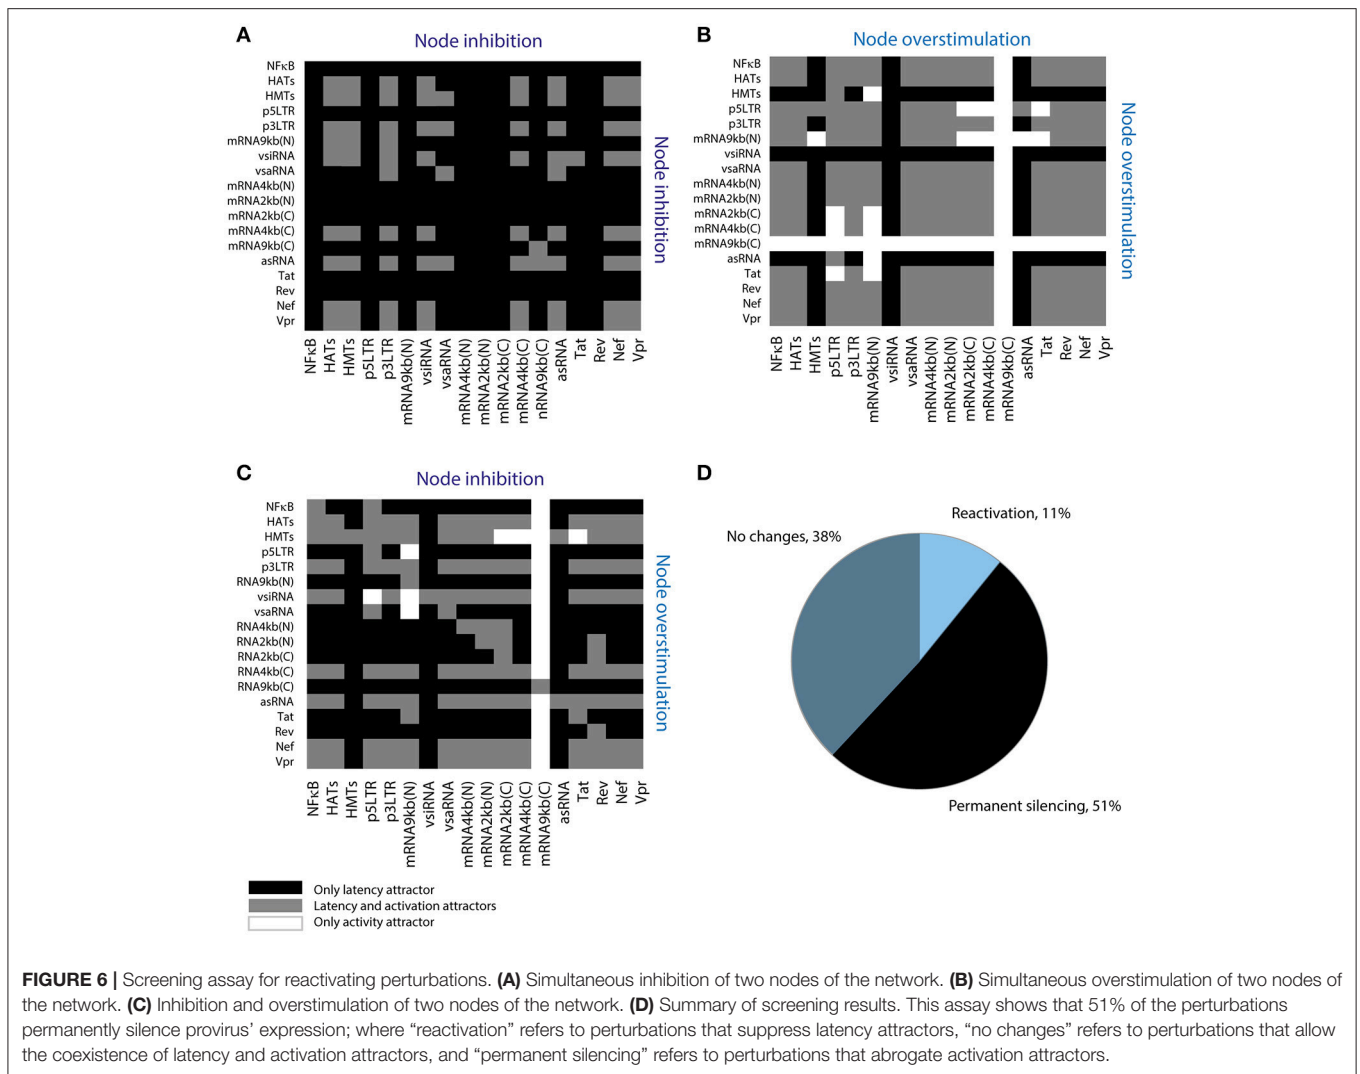 A
Node inhibition
NFκB
HATs
HMTs
p5LTR
p3LTR
mRNA9kb(N)
vsiRNA
vsaRNA
mRNA4kb(N)
mRNA2kb(N)
mRNA2kb(C)
mRNA4kb(C)
mRNA9kb(C)
asRNA
Tat
Rev
Nef
Vpr
Node inhibition
NFκB
HATs
HMTs
p5LTR
p3LTR
mRNA9kb(N)
vsiRNA
vsaRNA
mRNA4kb(N)
mRNA2kb(N)
mRNA2kb(C)
mRNA4kb(C)
nRNA9kb(C)
asRNA
Tat
Rev
Nef
Vpr
B
Node overstimulation
NFκB
HATs
HMTs
p5LTR
p3LTR
mRNA9kb(N)
vsiRNA
vsaRNA
mRNA4kb(N)
mRNA2kb(N)
mRNA2kb(C)
mRNA4kb(C)
mRNA9kb(C)
asRNA
Tat
Rev
Nef
Vpr
Node overstimulation
NFκB
HATs
HMTs
p5LTR
p3LTR
mRNA9kb(N)
vsiRNA
vsaRNA
mRNA4kb(N)
mRNA2kb(N)
mRNA2kb(C)
mRNA4kb(C)
mRNA9kb(C)
asRNA
Tat
Rev
Nef
Vpr
C
Node inhibition
NFκB
HATs
HMTs
p5LTR
p3LTR
RNA9kb(N)
vsiRNA
vsaRNA
RNA4kb(N)
RNA2kb(N)
RNA2kb(C)
RNA4kb(C)
RNA9kb(C)
asRNA
Tat
Rev
Nef
Vpr
Node overstimulation
NFκB
HATs
HMTs
p5LTR
p3LTR
mRNA9kb(N)
vsiRNA
vsaRNA
mRNA4kb(N)
mRNA2kb(N)
mRNA2kb(C)
mRNA4kb(C)
mRNA9kb(C)
asRNA
Tat
Rev
Nef
Vpr
Only latency attractor
Latency and activation attractors
Only activity attractor
D
Reactivation, 11%
No changes, 38%
Permanent silencing, 51%
FIGURE 6 | Screening assay for reactivating perturbations. (A) Simultaneous inhibition of two nodes of the network. (B) Simultaneous overstimulation of two nodes of
the network. (C) Inhibition and overstimulation of two nodes of the network. (D) Summary of screening results. This assay shows that 51% of the perturbations
permanently silence provirus’ expression; where “reactivation” refers to perturbations that suppress latency attractors, “no changes” refers to perturbations that allow
the coexistence of latency and activation attractors, and “permanent silencing” refers to perturbations that abrogate activation attractors.